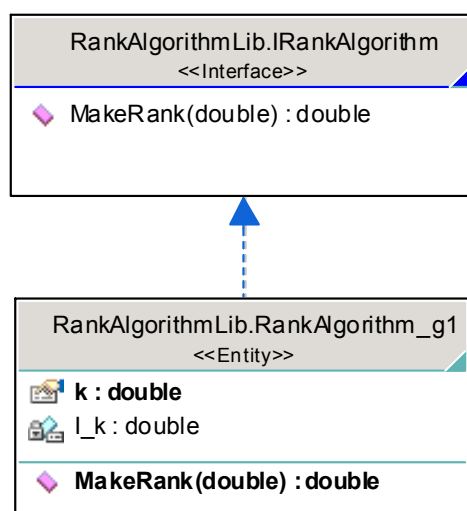 RankAlgorithmLib.IRankAlgorithm
<<Interface>>
MakeRank(double) : double
RankAlgorithmLib.RankAlgorithm_g1
<<Entity>>
k : double
l_k : double
MakeRank(double) : double